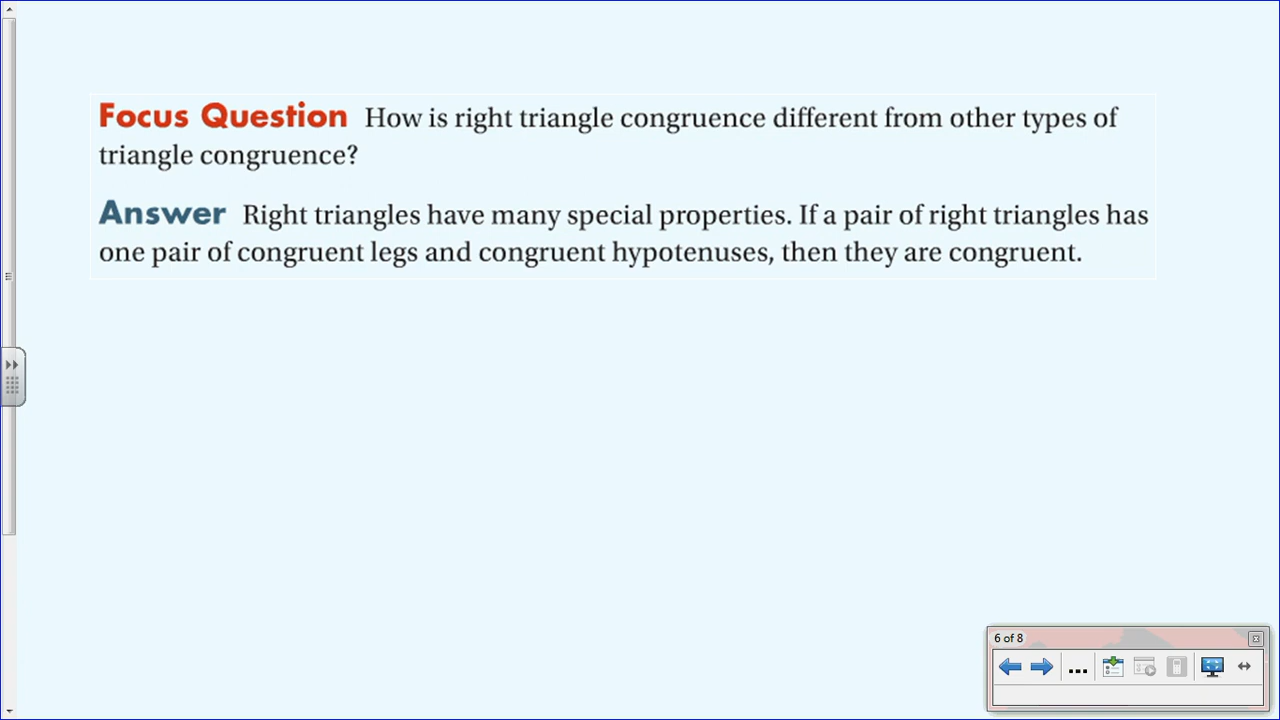 Focus Question How is right triangle congruence different from other types of
triangle congruence?
Answer Right triangles have many special properties. If a pair of right triangles has
one pair of congruent legs and congruent hypotenuses, then they are congruent.
6 of 8